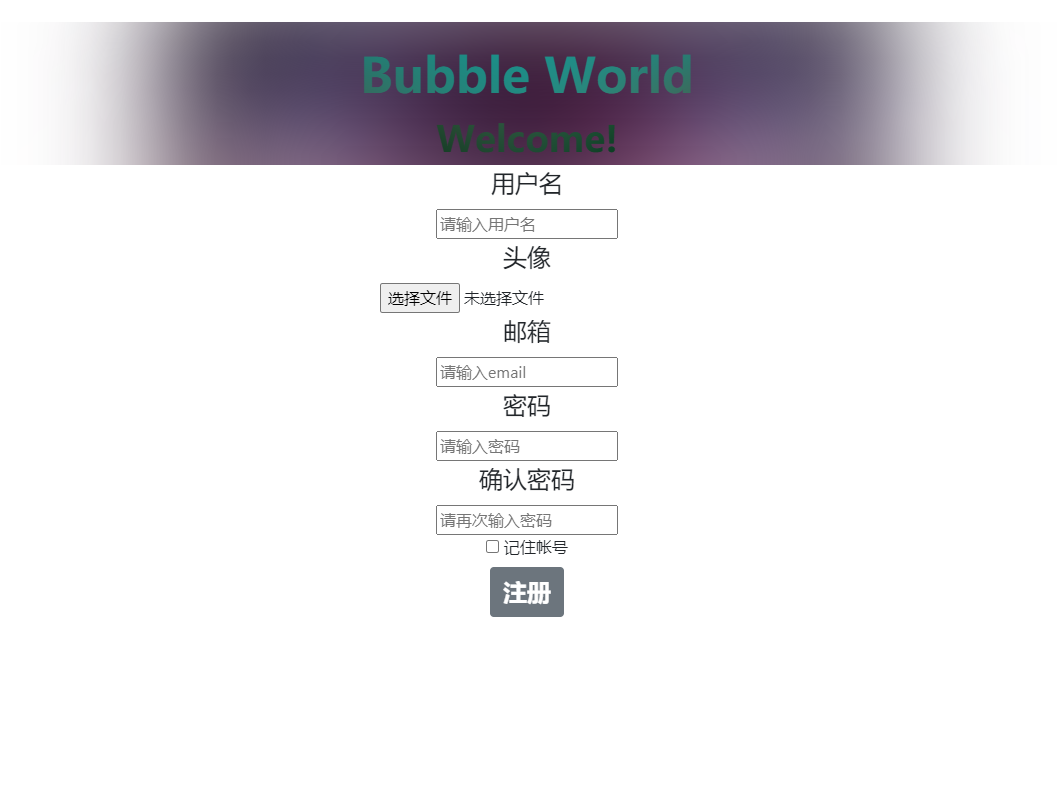 Bubble World
Welcome!
用户名
请输入用户名
头像
选择文件 未选择文件
邮箱
请输入email
密码
请输入密码
确认密码
请再次输入密码
记住帐号
注册